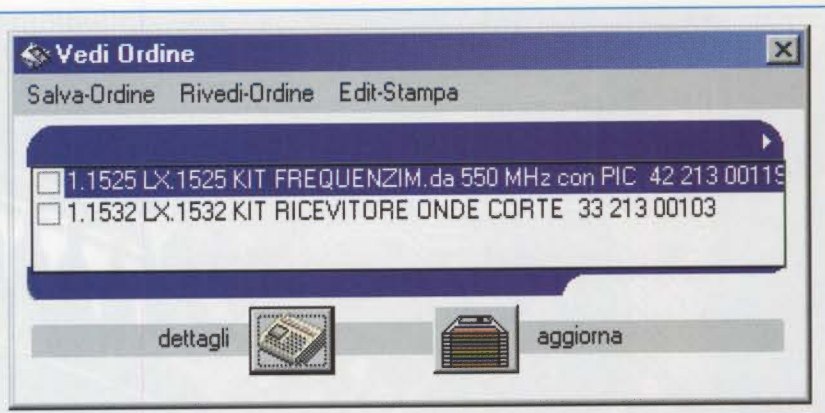 Vedi Ordine
Salva-Ordine Rivedi-Ordine Edit-Stampa
1.1525 LX.1525 KIT FREQUENZIM.da 550 MHz con PIC 42 213 00119
1.1532 LX.1532 KIT RICEVITORE ONDE CORTE 33 213 00103
dettagli aggiorna